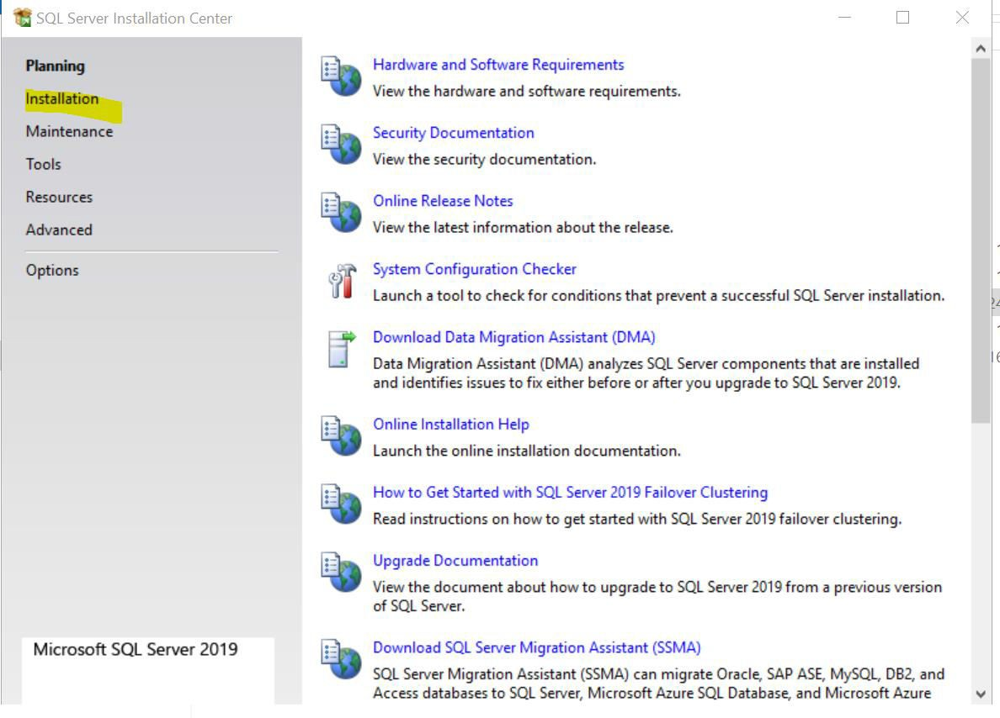 SQL Server Installation Center
Planning
Installation
Maintenance
Tools
Resources
Advanced
Options
Microsoft SQL Server 2019
Hardware and Software Requirements
View the hardware and software requirements.
Security Documentation
View the security documentation.
Online Release Notes
View the latest information about the release.
System Configuration Checker
Launch a tool to check for conditions that prevent a successful SQL Server installation.
Download Data Migration Assistant (DMA)
Data Migration Assistant (DMA) analyzes SQL Server components that are installed
and identifies issues to fix either before or after you upgrade to SQL Server 2019.
Online Installation Help
Launch the online installation documentation.
How to Get Started with SQL Server 2019 Failover Clustering
Read instructions on how to get started with SQL Server 2019 failover clustering.
Upgrade Documentation
View the document about how to upgrade to SQL Server 2019 from a previous version
of SQL Server.
Download SQL Server Migration Assistant (SSMA)
SQL Server Migration Assistant (SSMA) can migrate Oracle, SAP ASE, MySQL, DB2, and
Access databases to SQL Server, Microsoft Azure SQL Database, and Microsoft Azure